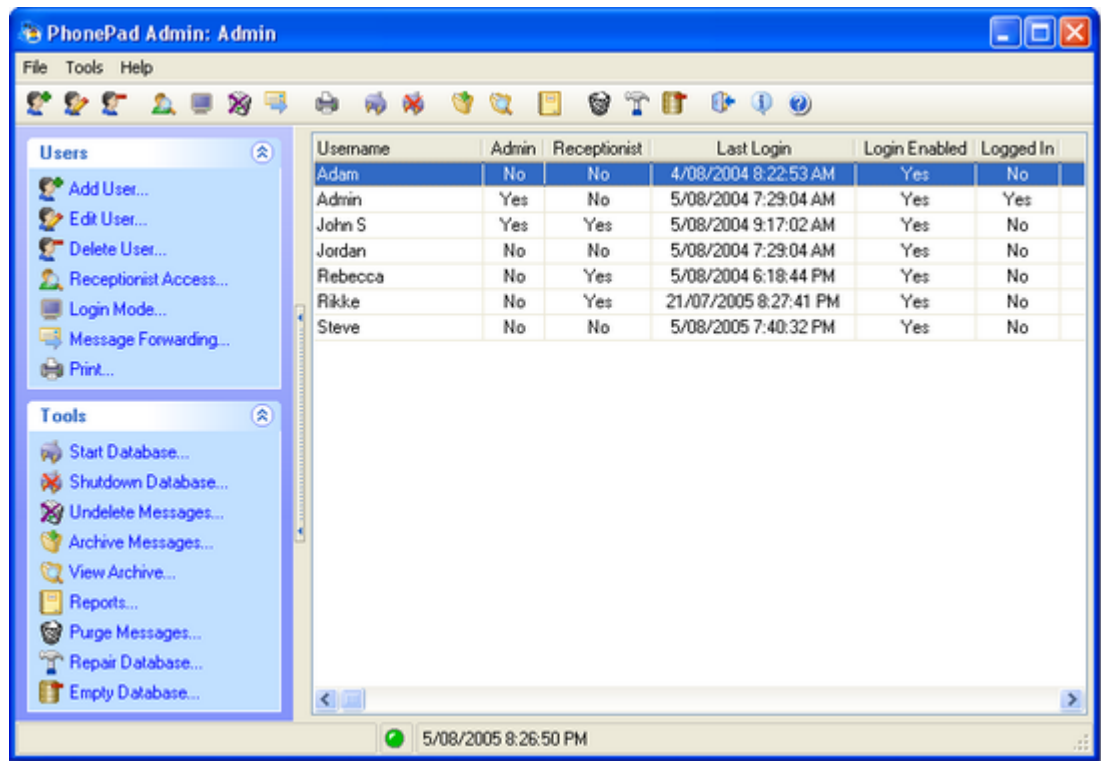 PhonePad Admin: Admin
File Tools Help
Users
Add User...
Edit User...
Delete User...
Receptionist Access...
Login Mode...
Message Forwarding...
Print...
Tools
Start Database...
Shutdown Database...
Undelete Messages...
Archive Messages...
View Archive...
Reports...
Purge Messages...
Repair Database...
Empty Database...
Username Admin Receptionist Last Login Login Enabled Logged In
Adam No No 4/08/2004 8:22:53 AM Yes No
Admin Yes No 5/08/2004 7:29:04 AM Yes Yes
John S Yes Yes 5/08/2004 9:17:02 AM Yes No
Jordan No No 5/08/2004 7:29:04 AM Yes No
Rebecca No Yes 5/08/2004 6:18:44 PM Yes No
Rikke No Yes 21/07/2005 8:27:41 PM Yes No
Steve No No 5/08/2005 7:40:32 PM Yes No
5/08/2005 8:26:50 PM